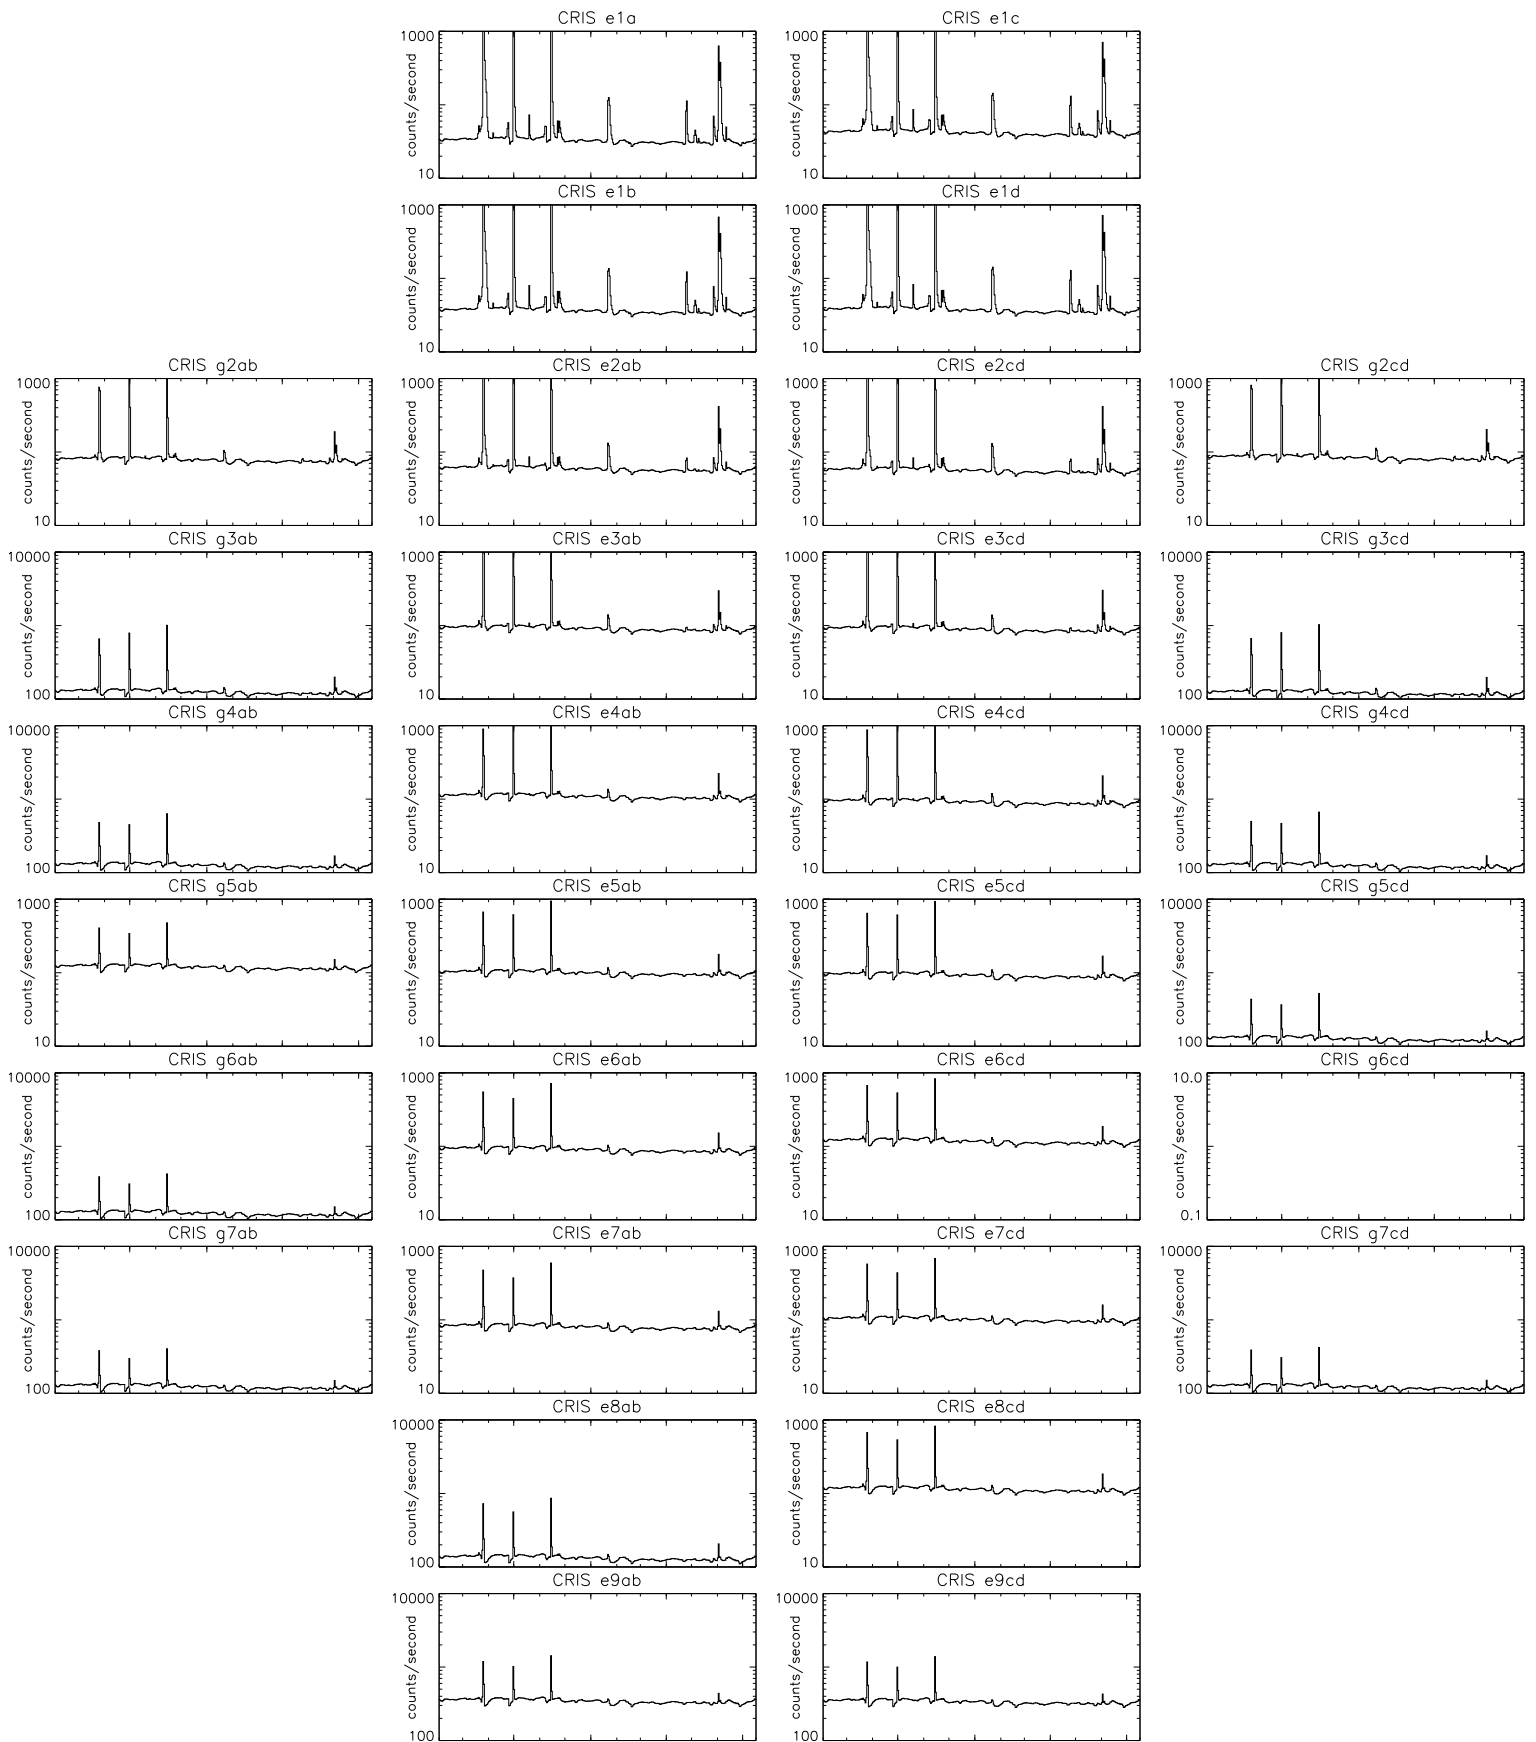 CRIS e1a
1000
counts/second
10
CRIS e1c
1000
counts/second
10
CRIS e1b
1000
counts/second
10
CRIS e1d
1000
counts/second
10
CRIS g2ab
1000
counts/second
10
CRIS e2ab
1000
counts/second
10
CRIS e2cd
1000
counts/second
10
CRIS g2cd
1000
counts/second
10
CRIS g3ab
10000
counts/second
100
CRIS e3ab
1000
counts/second
10
CRIS e3cd
1000
counts/second
10
CRIS g3cd
10000
counts/second
100
CRIS g4ab
10000
counts/second
100
CRIS e4ab
1000
counts/second
10
CRIS e4cd
1000
counts/second
10
CRIS g4cd
10000
counts/second
100
CRIS g5ab
1000
counts/second
10
CRIS e5ab
1000
counts/second
10
CRIS e5cd
1000
counts/second
10
CRIS g5cd
10000
counts/second
100
CRIS g6ab
10000
counts/second
100
CRIS e6ab
1000
counts/second
10
CRIS e6cd
1000
counts/second
10
CRIS g6cd
10.0
counts/second
0.1
CRIS g7ab
10000
counts/second
100
CRIS e7ab
1000
counts/second
10
CRIS e7cd
1000
counts/second
10
CRIS g7cd
10000
counts/second
100
CRIS e8ab
10000
counts/second
100
CRIS e8cd
1000
counts/second
10
CRIS e9ab
10000
counts/second
100
CRIS e9cd
10000
counts/second
100